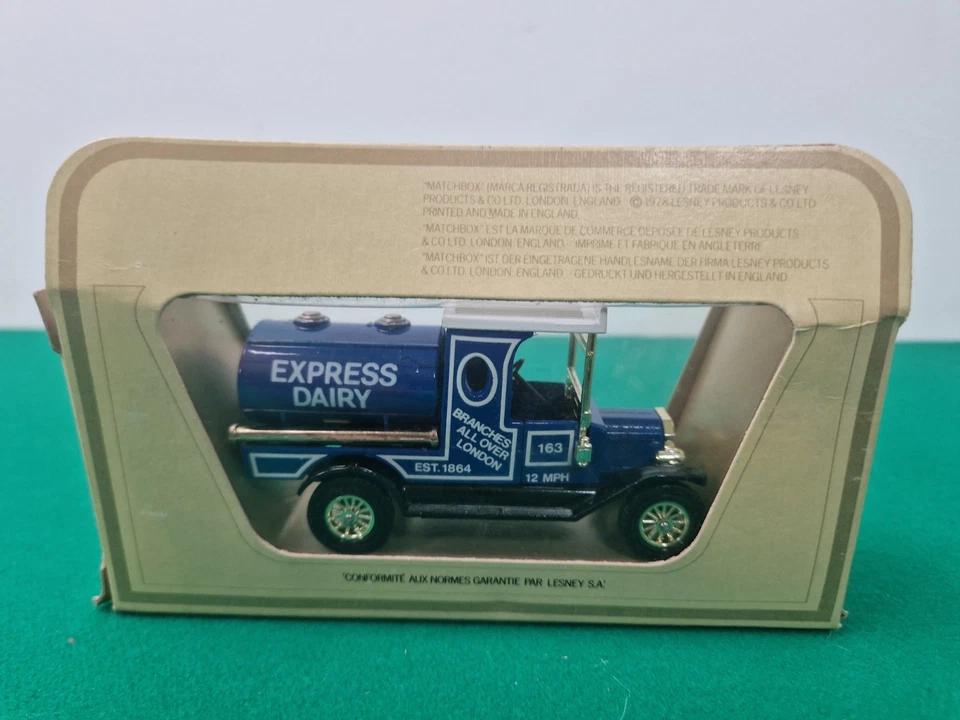 "MATCHBOX" (MARCA REGISTRADA) IS THE REGISTERED TRADE MARK OF LESNEY
PRODUCTS & CO LTD. LONDON. ENGLAND. © 1978 LESNEY PRODUCTS & CO LTD
PRINTED AND MADE IN ENGLAND.
"MATCHBOX" EST LA MARQUE DE COMMERCE DEPOSEE DE LESNEY PRODUCTS
& CO LTD. LONDON, ENGLAND. IMPRIME ET FABRIQUE EN ANGLETERRE
"MATCHBOX" IST DER EINGETRAGENE HANDLESNAME DER FIRMA LESNEY PRODUCTS
& CO LTD. LONDON, ENGLAND. GEDRUCKT UND HERGESTELLT IN ENGLAND
EXPRESS
DAIRY
BRANCHES
ALL OVER
LONDON
163
EST. 1864
12 MPH
'CONFORMITÉ AUX NORMES GARANTIE PAR LESNEY S.A.'